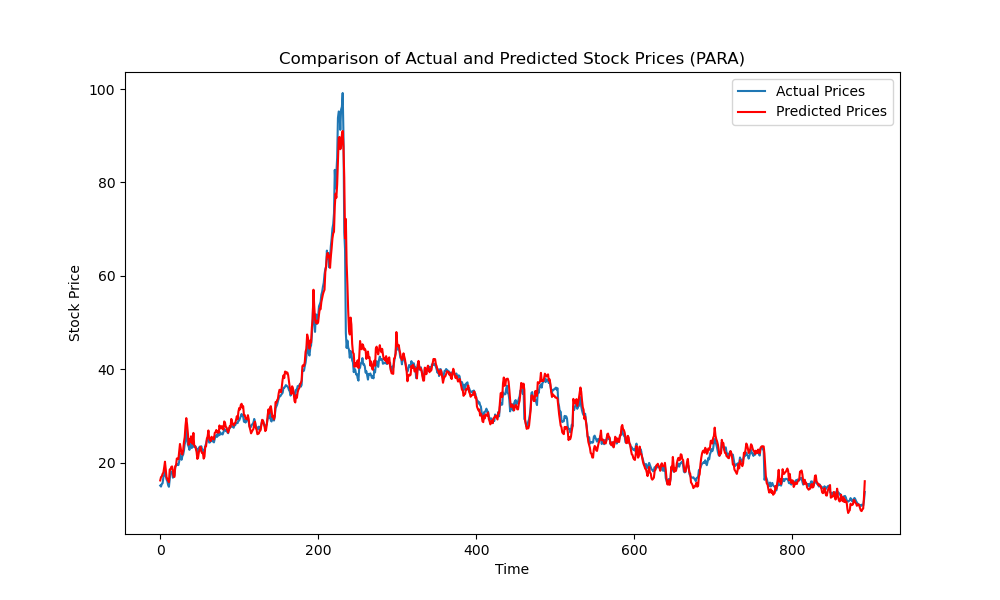 Comparison of Actual and Predicted Stock Prices (PARA)
Actual Prices
Predicted Prices
100
80
60
40
20
Stock Price
0
200
400
600
800
Time